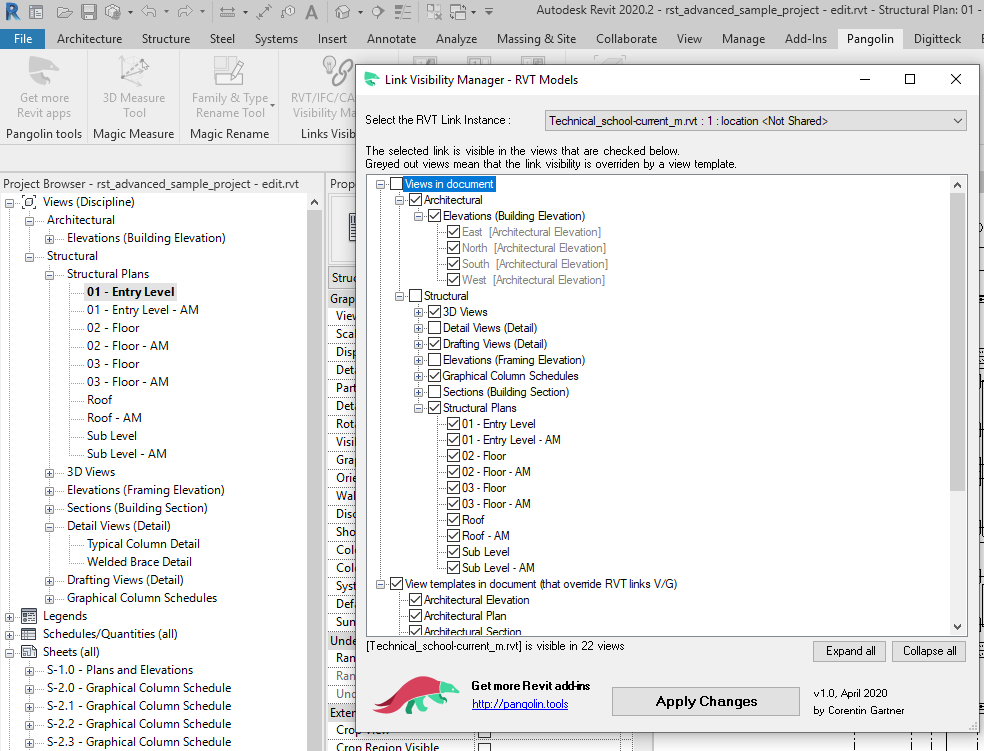 Autodesk Revit 2020.2 - rst_advanced_sample_project - edit.rvt - Structural Plan: 01 -
File Architecture Structure Steel Systems Insert Annotate Analyze Massing & Site Collaborate View Manage Add-Ins Pangolin Digitteck
Get more
Revit apps
3D Measure
Tool
Family & Type
Rename Tool
RVT/IFC/CA
Visibility Ma
Pangolin tools Magic Measure Magic Rename Links Visib
Project Browser - rst_advanced_sample_project - edit.rvt
Views (Discipline)
Architectural
Elevations (Building Elevation)
Structural
Structural Plans
01 - Entry Level
01 - Entry Level - AM
02 - Floor
02 - Floor - AM
03 - Floor
03 - Floor - AM
Roof
Roof - AM
Sub Level
Sub Level - AM
3D Views
Elevations (Framing Elevation)
Sections (Building Section)
Detail Views (Detail)
Typical Column Detail
Welded Brace Detail
Drafting Views (Detail)
Graphical Column Schedules
Legends
Schedules/Quantities (all)
Sheets (all)
S-1.0 - Plans and Elevations
S-2.0 - Graphical Column Schedule
S-2.1 - Graphical Column Schedule
S-2.2 - Graphical Column Schedule
S-2.3 - Graphical Column Schedule
Prop
Struc
Grap
View
Scal
Disp
Deta
Part
Deta
Rota
Visi
Gra
Orie
Wal
Disc
Sho
Colo
Colo
Syst
Defa
Sun
Unde
Ran
Ran
Und
Exten
Crop View
Crop Region Visible
Link Visibility Manager - RVT Models
Select the RVT Link Instance :
Technical_school-current_m.rvt : 1 : location <Not Shared>
The selected link is visible in the views that are checked below.
Greyed out views mean that the link visibility is overriden by a view template.
Views in document
Architectural
Elevations (Building Elevation)
East [Architectural Elevation]
North [Architectural Elevation]
South [Architectural Elevation]
West [Architectural Elevation]
Structural
3D Views
Detail Views (Detail)
Drafting Views (Detail)
Elevations (Framing Elevation)
Graphical Column Schedules
Sections (Building Section)
Structural Plans
01 - Entry Level
01 - Entry Level - AM
02 - Floor
02 - Floor - AM
03 - Floor
03 - Floor - AM
Roof
Roof - AM
Sub Level
Sub Level - AM
View templates in document (that override RVT links V/G)
Architectural Elevation
Architectural Plan
Architectural Section
[Technical_school-current_m.rvt] is visible in 22 views
Expand all Collapse all
Get more Revit add-ins
http://pangolin.tools
Apply Changes
v1.0, April 2020
by Corentin Gartner